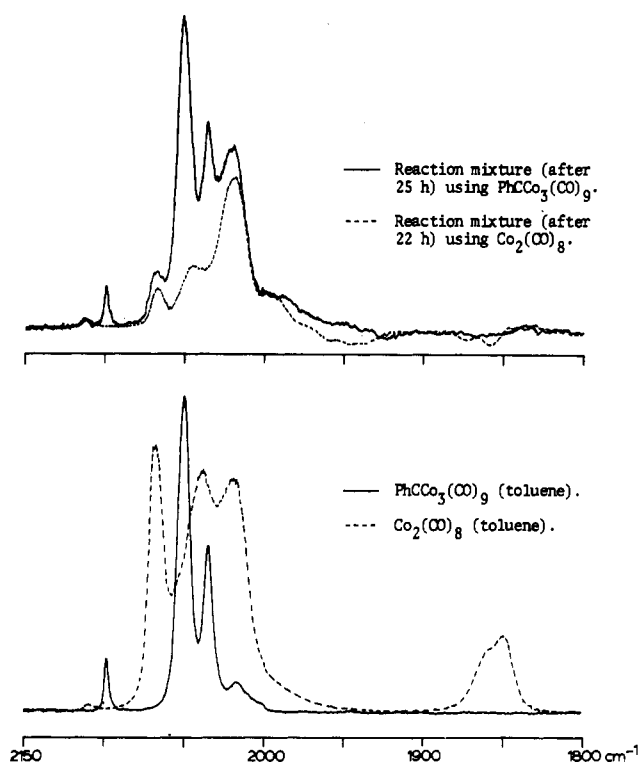 Reaction mixture (after
25 h) using PhCCo3(CO)9.
Reaction mixture (after
22 h) using Co2(CO)8.
PhCCo3(CO)9 (toluene).
Co2(CO)8 (toluene).
2150 2000 1900 1800 cm-1